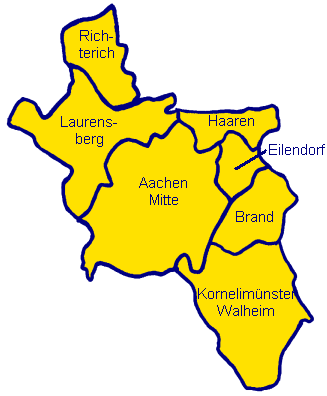 Rich-
terich
Laurens-
berg
Haaren
Eilendorf
Aachen
Mitte
Brand
Kornelimünster
Walheim